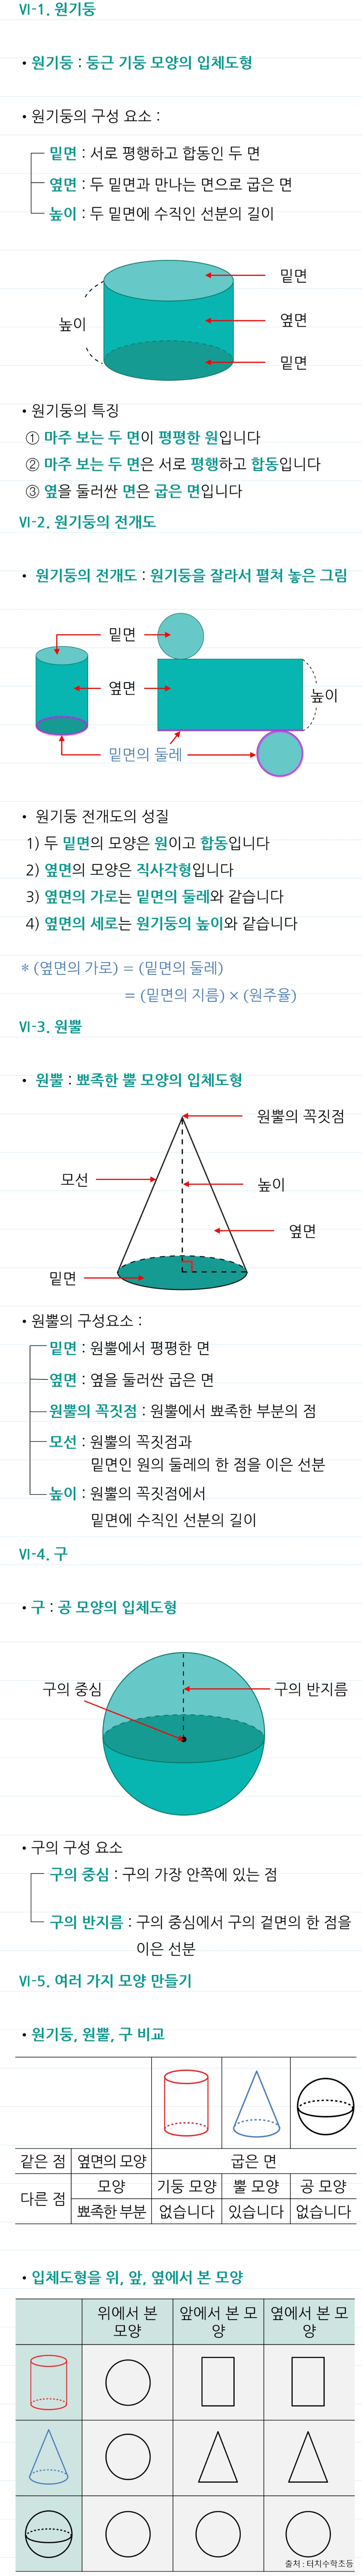 VI-1. 원기둥
• 원기둥 : 둥근 기둥 모양의 입체도형
• 원기둥의 구성 요소 :
밑면 : 서로 평행하고 합동인 두 면
옆면 : 두 밑면과 만나는 면으로 굽은 면
높이 : 두 밑면에 수직인 선분의 길이
밑면
높이
옆면
밑면
• 원기둥의 특징
① 마주 보는 두 면이 평평한 원입니다
② 마주 보는 두 면은 서로 평행하고 합동입니다
③ 옆을 둘러싼 면은 굽은 면입니다
VI-2. 원기둥의 전개도
• 원기둥의 전개도 : 원기둥을 잘라서 펼쳐 놓은 그림
밑면
옆면
높이
밑면의 둘레
• 원기둥 전개도의 성질
1) 두 밑면의 모양은 원이고 합동입니다
2) 옆면의 모양은 직사각형입니다
3) 옆면의 가로는 밑면의 둘레와 같습니다
4) 옆면의 세로는 원기둥의 높이와 같습니다
* (옆면의 가로) = (밑면의 둘레)
= (밑면의 지름) × (원주율)
VI-3. 원뿔
• 원뿔 : 뾰족한 뿔 모양의 입체도형
원뿔의 꼭짓점
모선
높이
옆면
밑면
• 원뿔의 구성요소 :
밑면 : 원뿔에서 평평한 면
옆면 : 옆을 둘러싼 굽은 면
원뿔의 꼭짓점 : 원뿔에서 뾰족한 부분의 점
모선 : 원뿔의 꼭짓점과
밑면인 원의 둘레의 한 점을 이은 선분
높이 : 원뿔의 꼭짓점에서
밑면에 수직인 선분의 길이
VI-4. 구
• 구 : 공 모양의 입체도형
구의 중심
구의 반지름
• 구의 구성 요소
구의 중심 : 구의 가장 안쪽에 있는 점
구의 반지름 : 구의 중심에서 구의 겉면의 한 점을
이은 선분
VI-5. 여러 가지 모양 만들기
• 원기둥, 원뿔, 구 비교
같은 점 옆면의 모양 굽은 면
다른 점 모양 기둥 모양 뿔 모양 공 모양
뾰족한 부분 없습니다 있습니다 없습니다
• 입체도형을 위, 앞, 옆에서 본 모양
위에서 본 모양
앞에서 본 모양
옆에서 본 모양
출처 : 터치수학초등